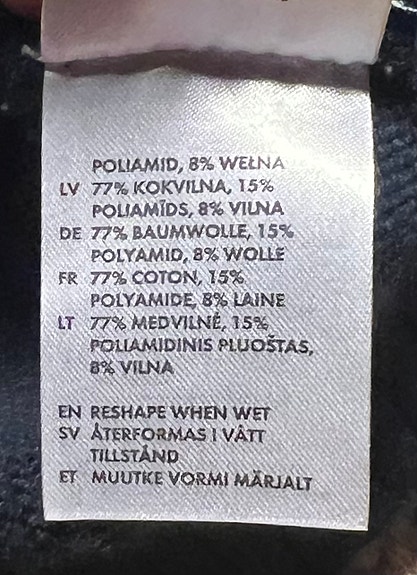 POLIAMID, 8% WEŁNA
LV 77% KOKVILNA, 15%
POLIAMĪDS, 8% VILNA
DE 77% BAUMWOLLE, 15%
POLYAMID, 8% WOLLE
FR 77% COTON, 15%
POLYAMIDE, 8% LAINE
LT 77% MEDVILNĖ, 15%
POLIAMIDINIS PLUOŠTAS,
8% VILNA
EN RESHAPE WHEN WET
SV ÅTERFORMAS I VÅTT
TILLSTÅND
ET MUUTKE VORMI MÄRJALT